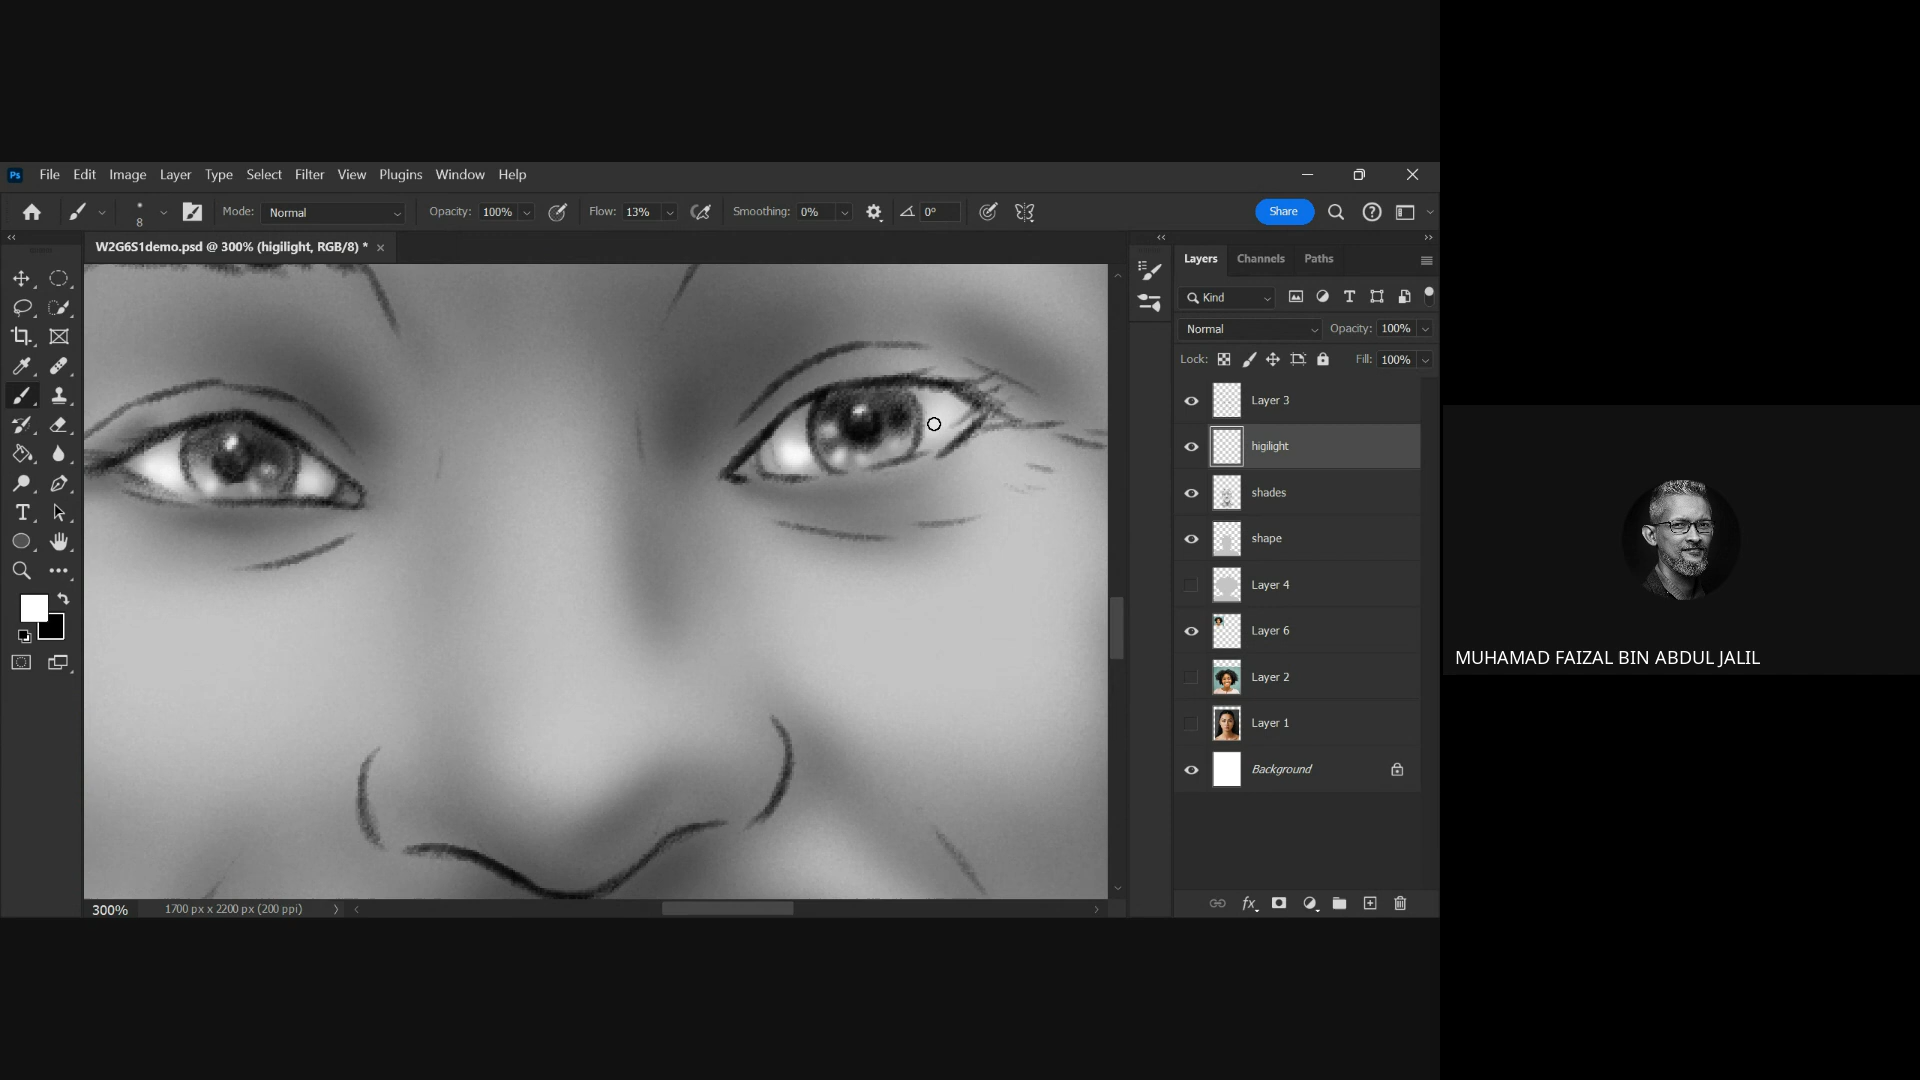 Ps File Edit Image Layer Type Select Filter View Plugins Window Help
8 Mode: Normal Opacity: 100% Flow: 13% Smoothing: 0% 0° Share
W2G6S1demo.psd @ 300% (higilight, RGB/8) *
Layers Channels Paths
Kind
Normal Opacity: 100%
Lock: Fill: 100%
Layer 3
higilight
shades
shape
Layer 4
Layer 6
Layer 2
Layer 1
Background
300% 1700 px x 2200 px (200 ppi)
MUHAMAD FAIZAL BIN ABDUL JALIL